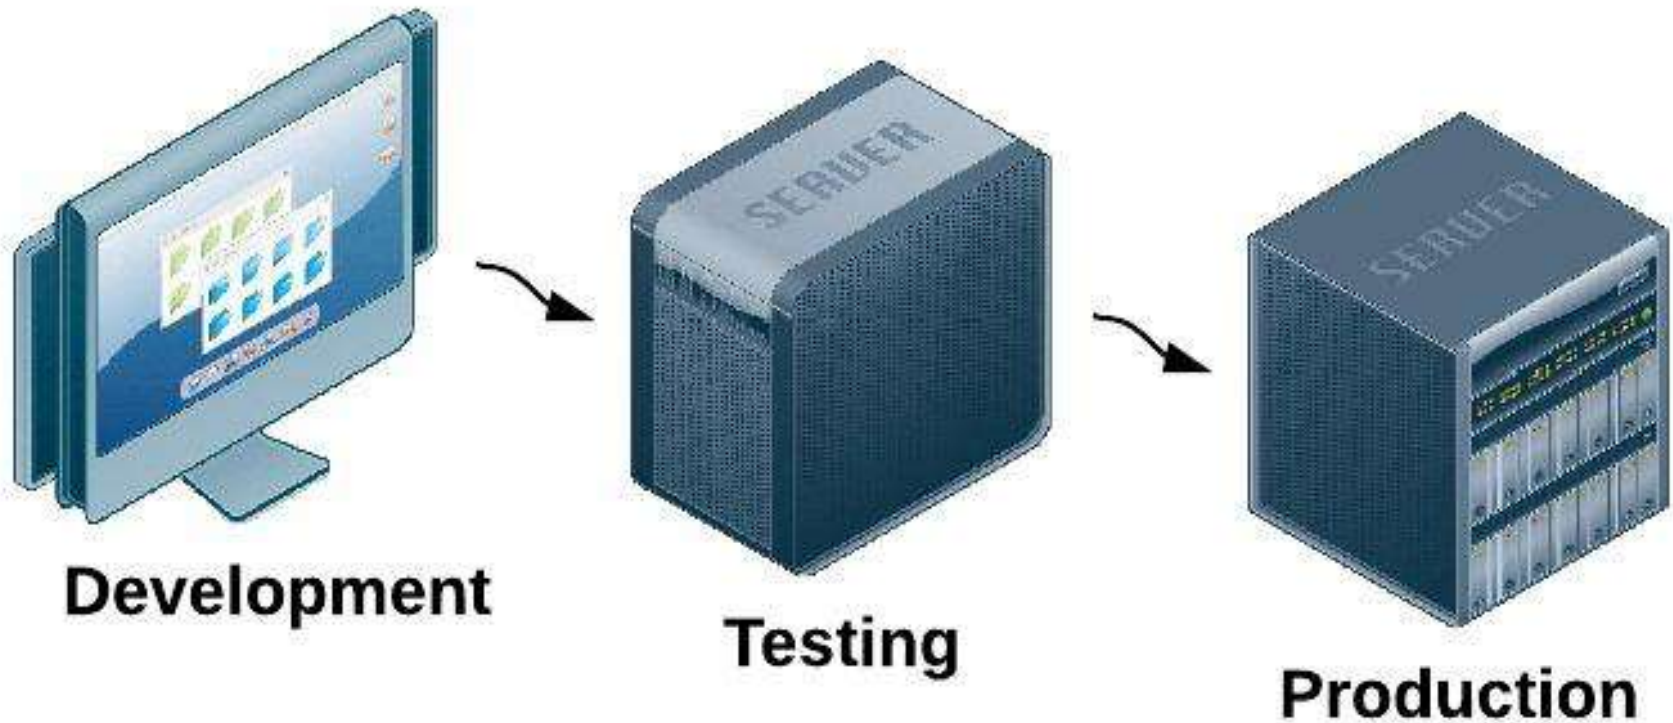 SERVER
SERVER
Development
Testing
Production